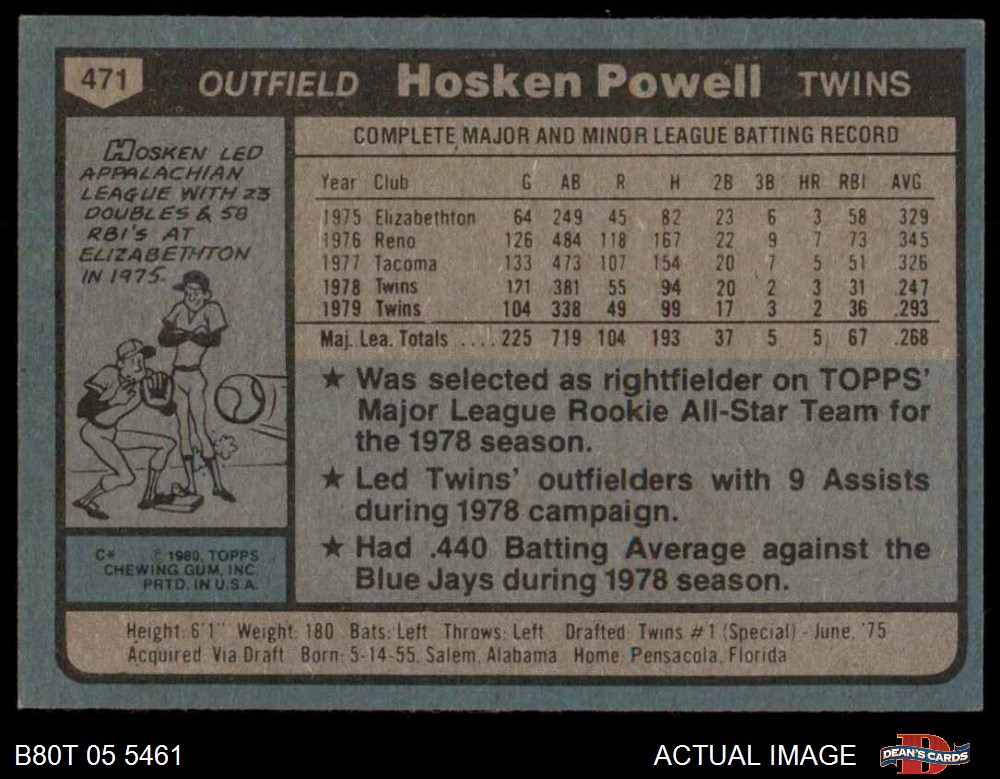 471 OUTFIELD Hosken Powell TWINS
HOSKEN LED
APPALACHIAN
LEAGUE WITH 23
DOUBLES & 58
RBI'S AT
ELIZABETHTON
IN 1975.
COMPLETE MAJOR AND MINOR LEAGUE BATTING RECORD
Year Club G AB R H 2B 3B HR RBI AVG.
1975 Elizabethton 64 249 45 82 23 6 3 58 .329
1976 Reno 126 484 118 167 22 9 7 73 .345
1977 Tacoma 133 473 107 154 20 7 5 51 .326
1978 Twins 121 381 55 94 20 2 3 31 .247
1979 Twins 104 338 49 99 17 3 2 36 .293
Maj. Lea. Totals .... 225 719 104 193 37 5 5 67 .268
★ Was selected as rightfielder on TOPPS'
Major League Rookie All-Star Team for
the 1978 season.
★ Led Twins' outfielders with 9 Assists
during 1978 campaign.
★ Had .440 Batting Average against the
Blue Jays during 1978 season.
C* © 1980, TOPPS
CHEWING GUM, INC.
PRTD. IN U.S.A.
Height: 6'1" Weight: 180 Bats: Left Throws: Left Drafted: Twins #1 (Special) - June, '75
Acquired: Via Draft Born: 5-14-55, Salem, Alabama Home: Pensacola, Florida
B80T 05 5461 ACTUAL IMAGE
D
DEAN'S CARDS